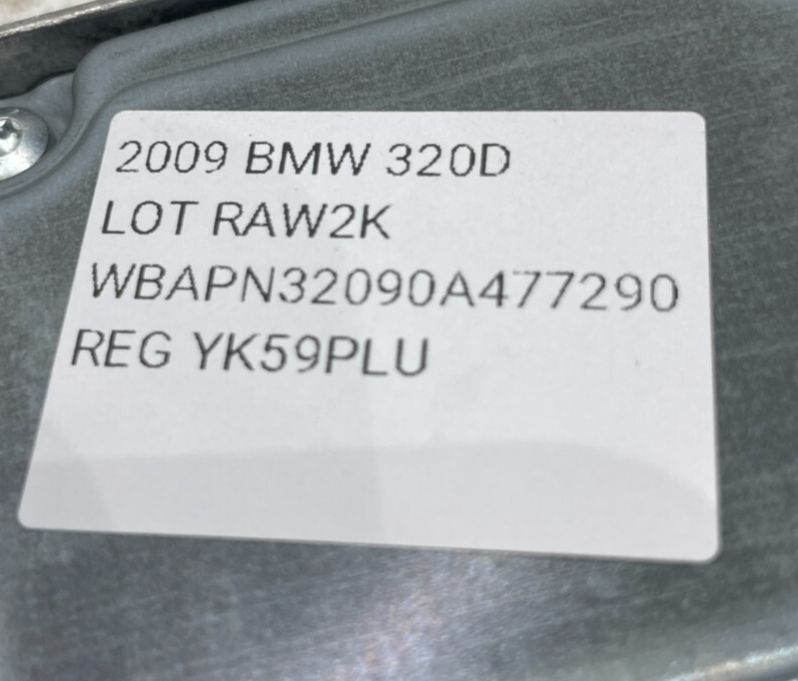 2009 BMW 320D
LOT RAW2K
WBAPN32090A477290
REG YK59PLU